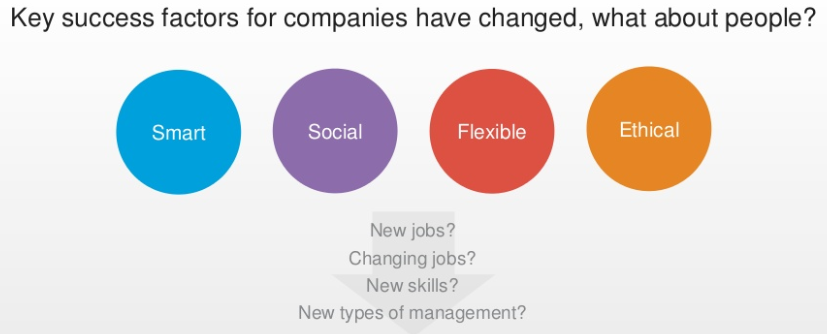 Key success factors for companies have changed, what about people?
Smart
Social
Flexible
Ethical
New jobs?
Changing jobs?
New skills?
New types of management?